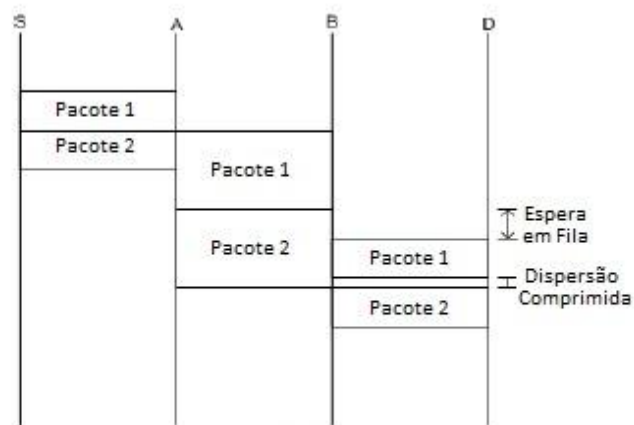 S A B D
Pacote 1
Pacote 2
Pacote 1
Espera
em Fila
Pacote 2
Pacote 1
Dispersão
Comprimida
Pacote 2